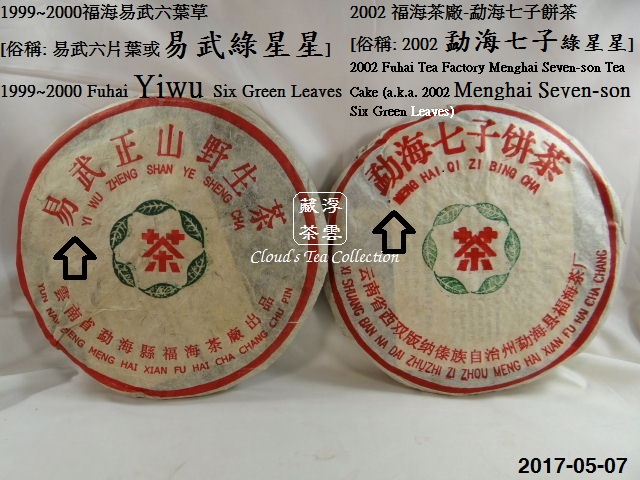 1999~2000福海易武六葉草
[俗稱: 易武六片葉或易武綠星星]
1999~2000 Fuhai Yiwu Six Green Leaves
2002 福海茶廠-勐海七子餅茶
[俗稱: 2002 勐海七子綠星星]
2002 Fuhai Tea Factory Menghai Seven-son Tea
Cake (a.k.a. 2002 Menghai Seven-son
Six Green Leaves)
易武正山野生茶
YI WU ZHENG SHAN YE SHENG CHA
茶
雲南省勐海縣福海茶廠出品
YUN NAN SHENG MENG HAI XIAN FU HAI CHA CHANG CHU PIN
藏浮
茶雲
Cloud's Tea Collection
勐海七子饼茶
MENG HAI.QI ZI BING CHA
茶
云南省西双版纳傣族自治州勐海县福海茶厂
XI SHUANG BAN NA DAI ZHUZHI ZI ZHOU MENG HAI XIAN FU HAI CHA CHANG
2017-05-07